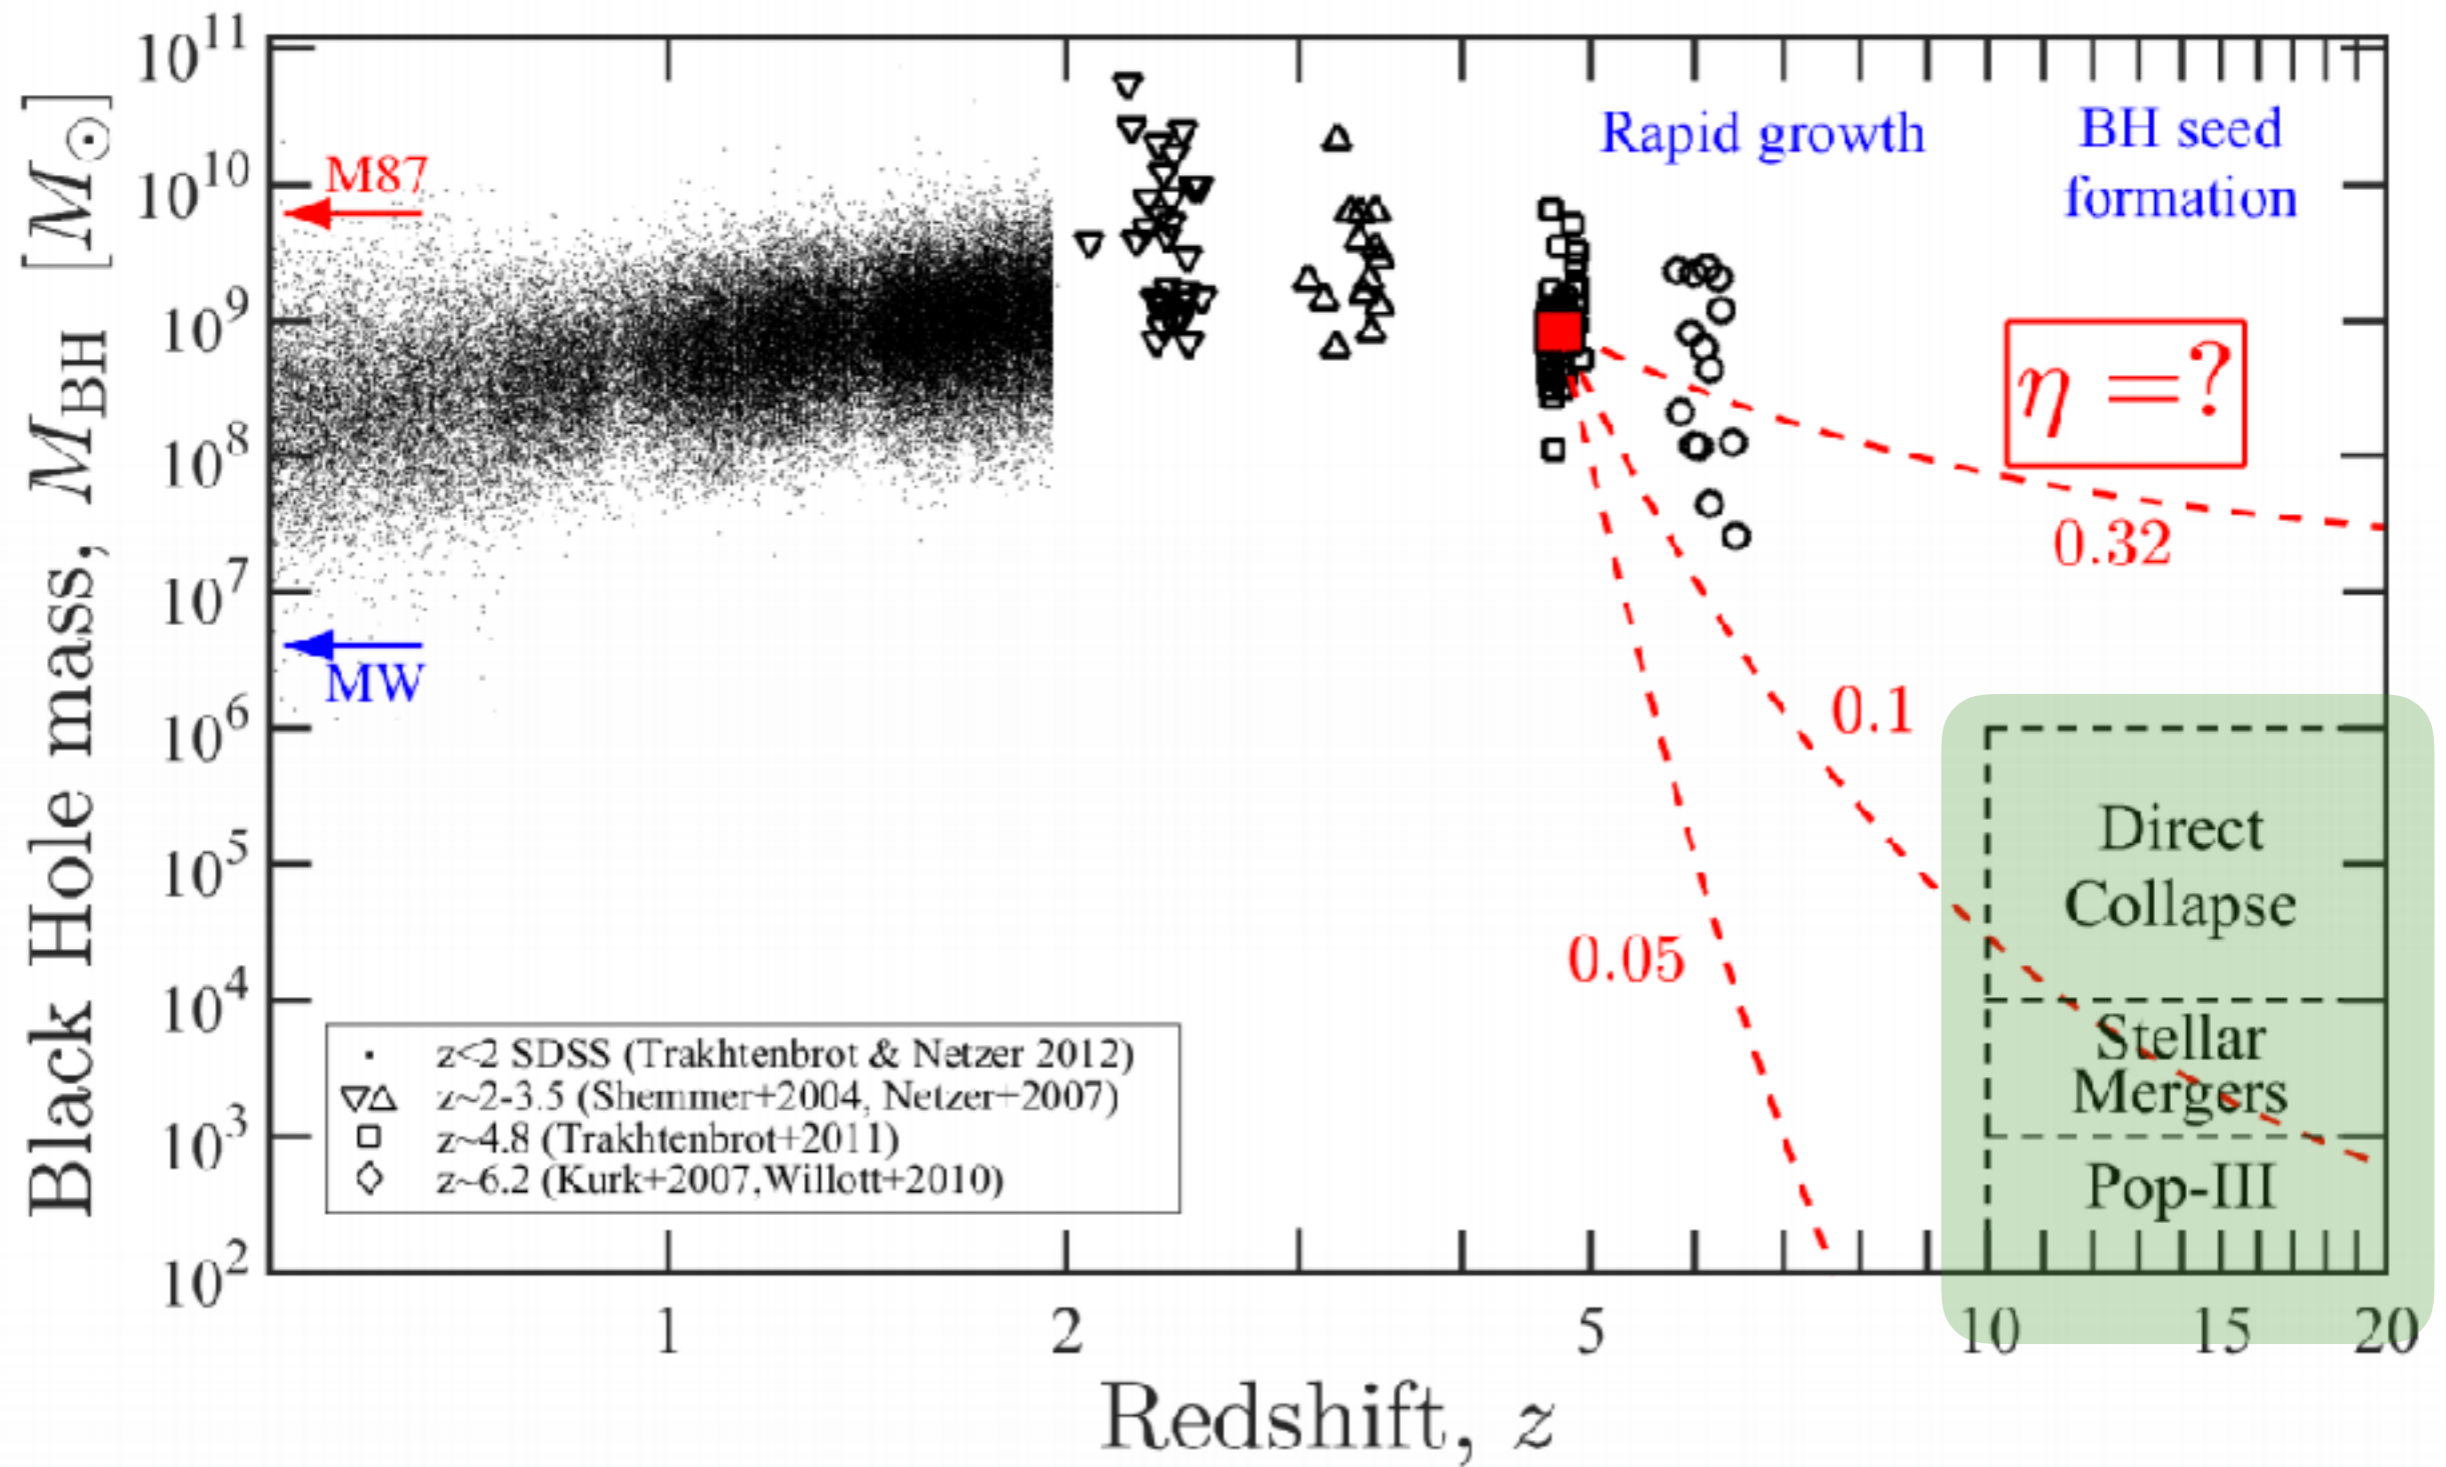 Black Hole mass, M_BH [M_⊙]
10^11
10^10
10^9
10^8
10^7
10^6
10^5
10^4
10^3
10^2
M87
MW
Rapid growth
BH seed
formation
η =?
0.32
0.1
0.05
Direct
Collapse
Stellar
Mergers
Pop-III
z<2 SDSS (Trakhtenbrot & Netzer 2012)
z~2-3.5 (Shemmer+2004, Netzer+2007)
z~4.8 (Trakhtenbrot+2011)
z~6.2 (Kurk+2007,Willott+2010)
1 2 5 10 15 20
Redshift, z